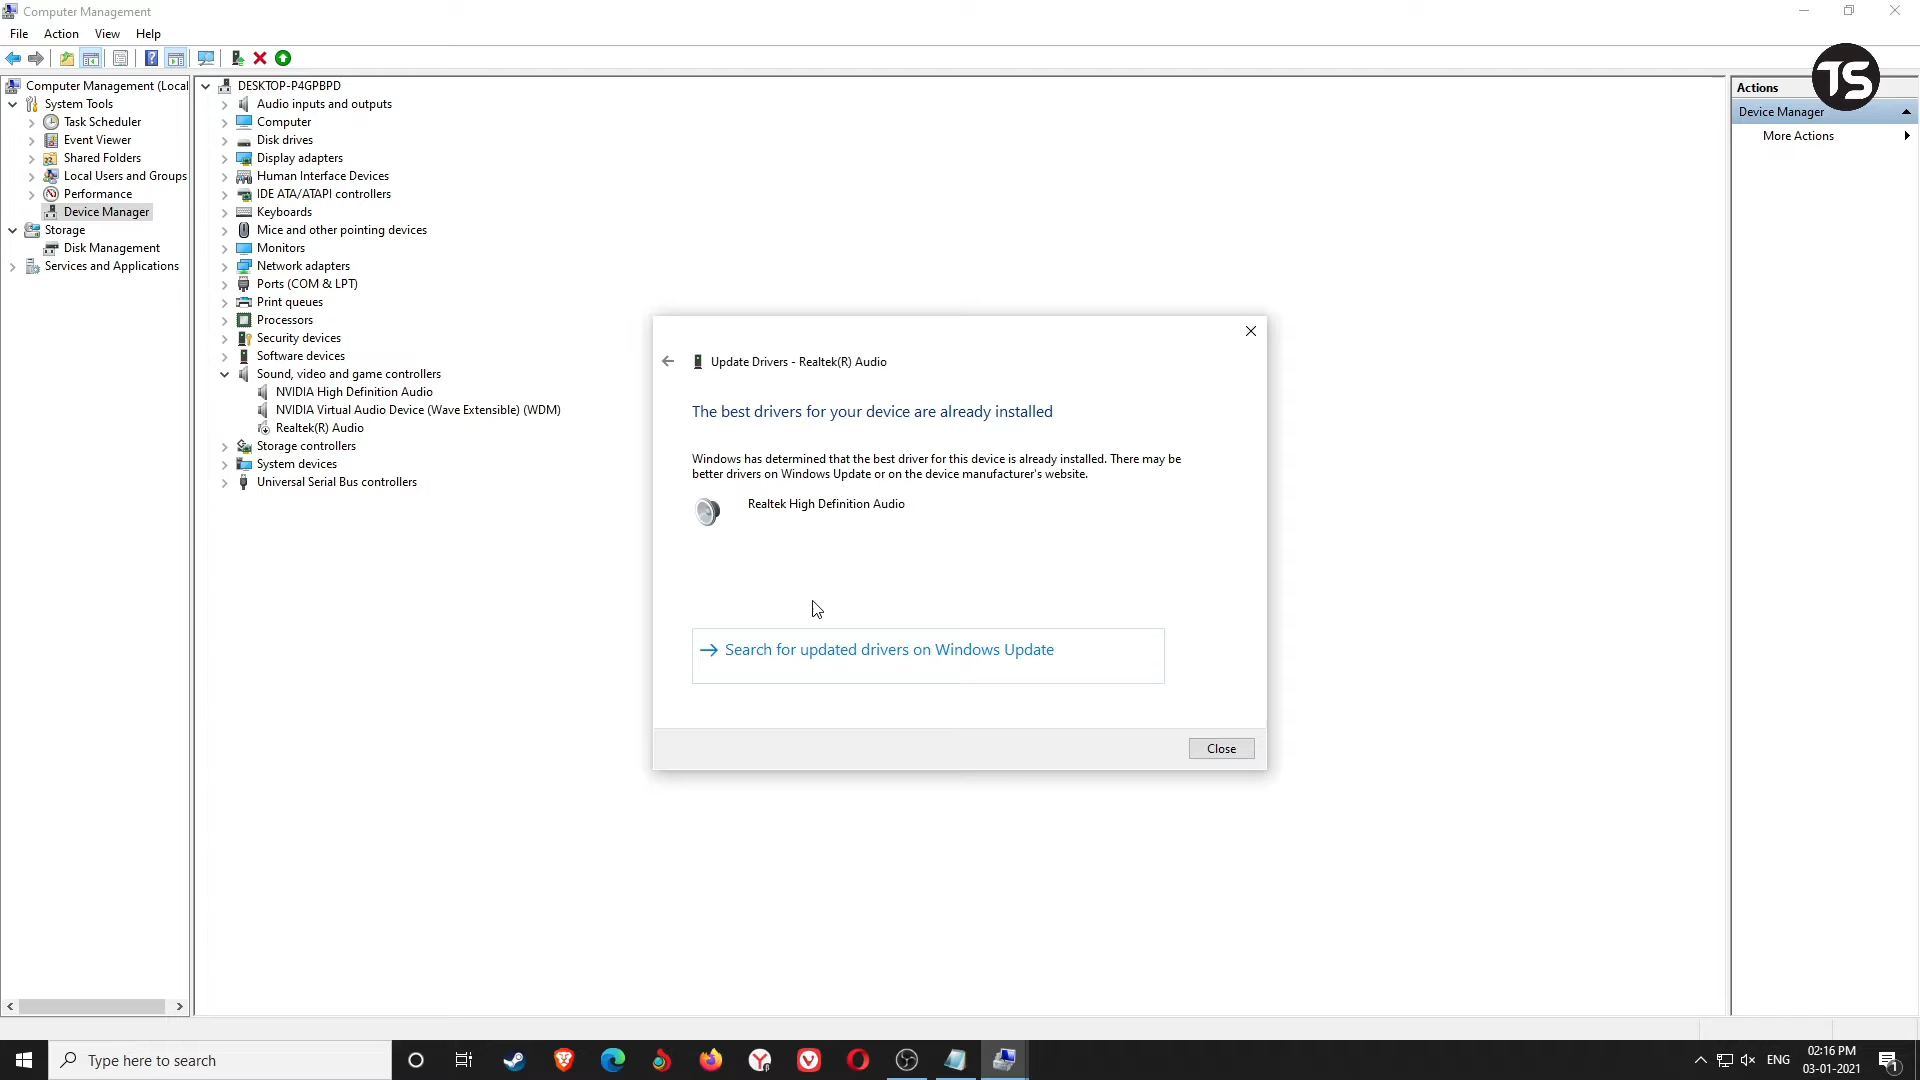 Computer Management
File Action View Help
Computer Management (Local
System Tools
Task Scheduler
Event Viewer
Shared Folders
Local Users and Groups
Performance
Device Manager
Storage
Disk Management
Services and Applications
DESKTOP-P4GPBPD
Audio inputs and outputs
Computer
Disk drives
Display adapters
Human Interface Devices
IDE ATA/ATAPI controllers
Keyboards
Mice and other pointing devices
Monitors
Network adapters
Ports (COM & LPT)
Print queues
Processors
Security devices
Software devices
Sound, video and game controllers
NVIDIA High Definition Audio
NVIDIA Virtual Audio Device (Wave Extensible) (WDM)
Realtek(R) Audio
Storage controllers
System devices
Universal Serial Bus controllers
Update Drivers - Realtek(R) Audio
The best drivers for your device are already installed
Windows has determined that the best driver for this device is already installed. There may be
better drivers on Windows Update or on the device manufacturer's website.
Realtek High Definition Audio
Search for updated drivers on Windows Update
Close
Actions
Device Manager
More Actions
TS
Type here to search
ENG
02:16 PM
03-01-2021
1